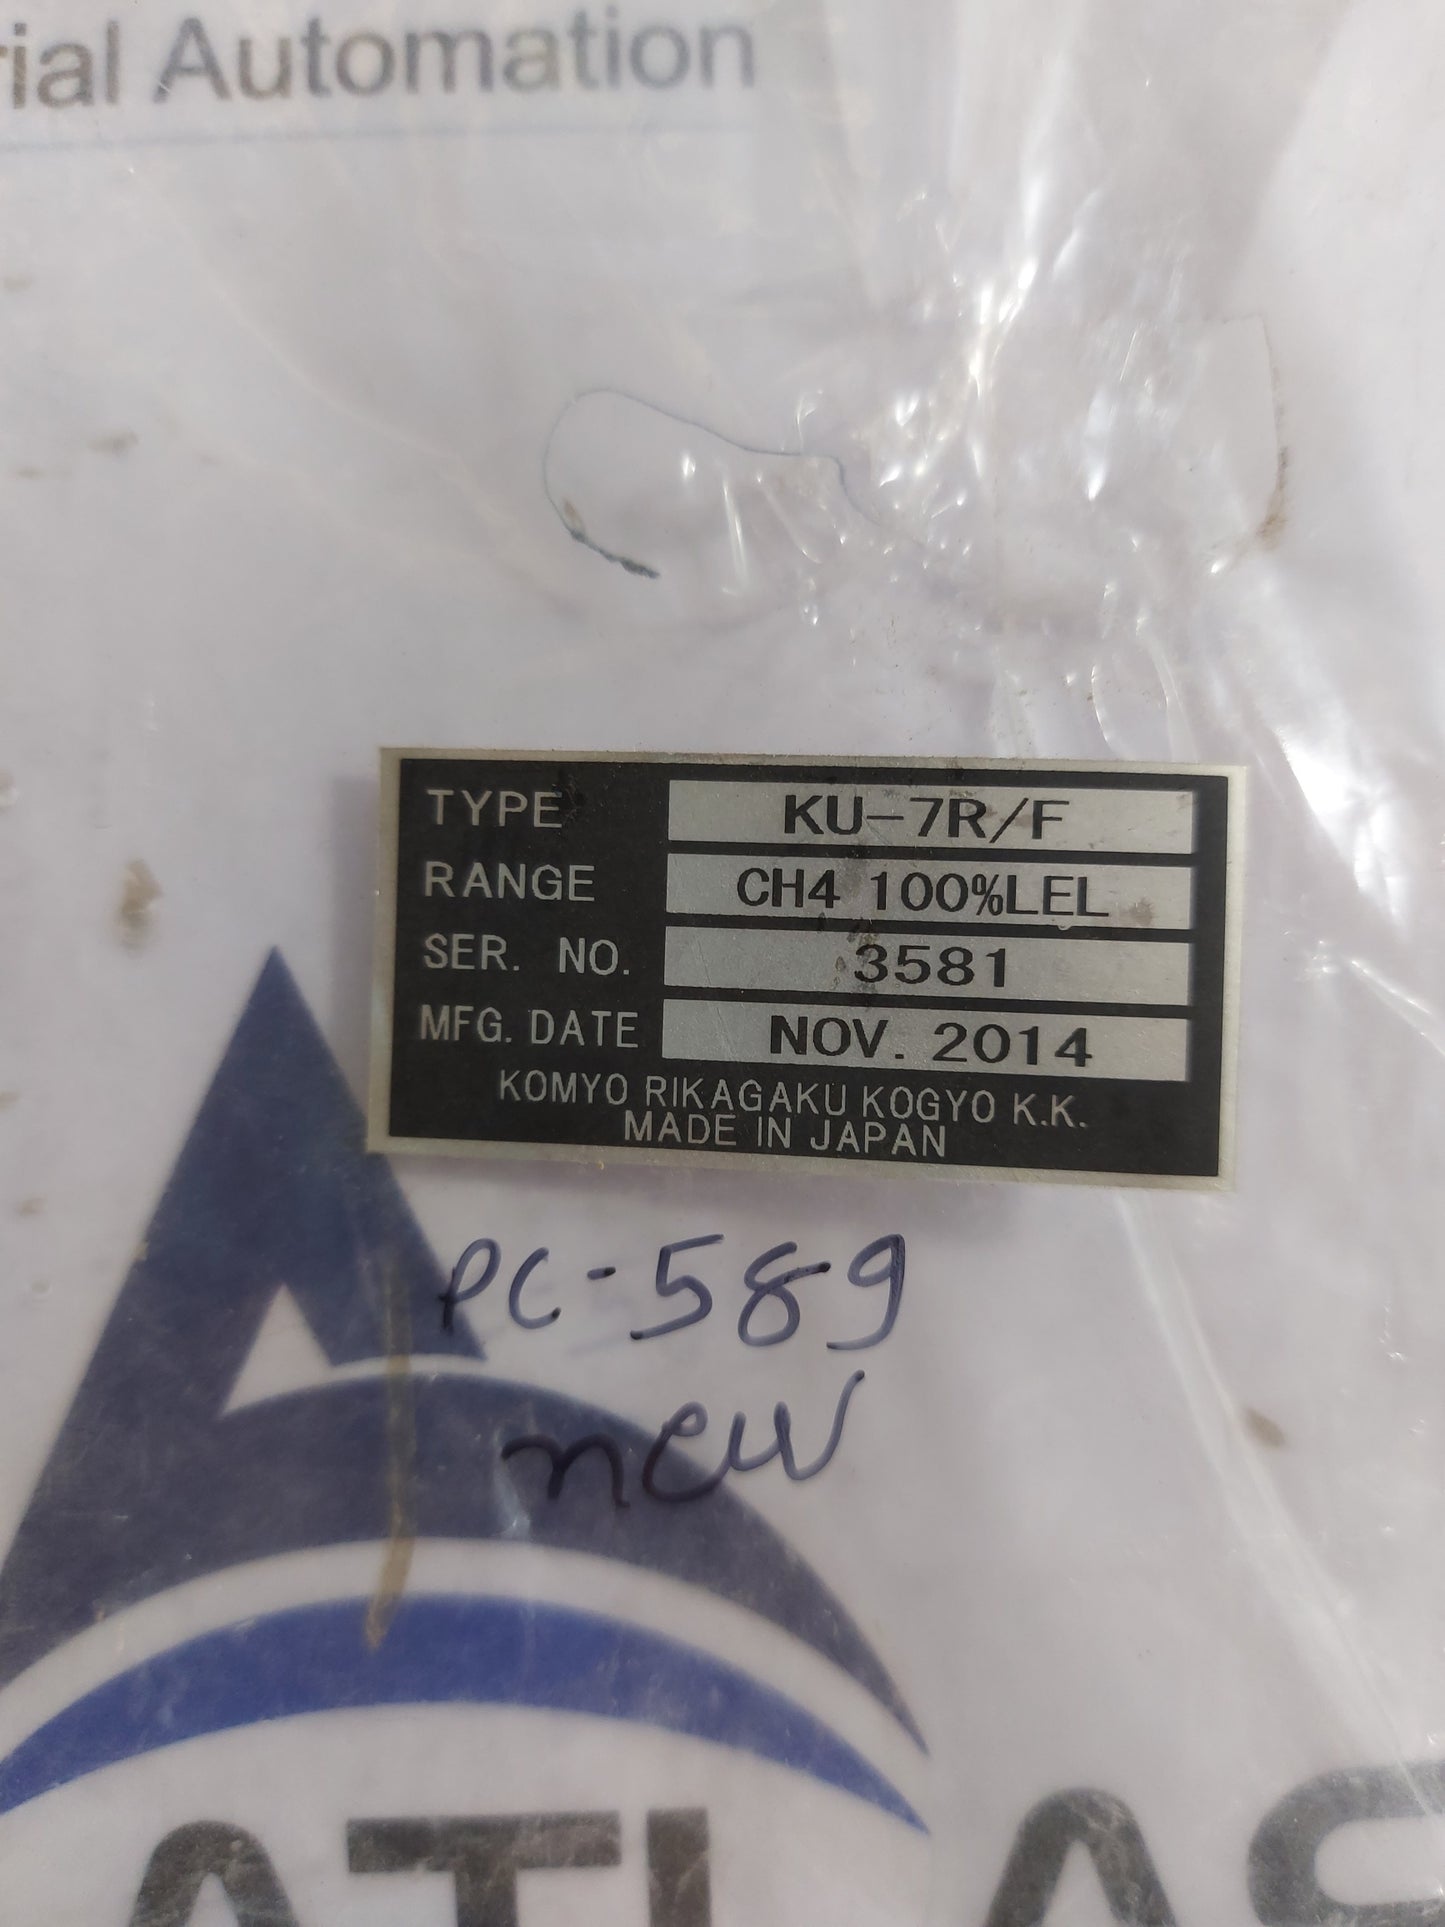 Automation
TYPE KU-7R/F
RANGE CH4 100%LEL
SER. NO. 3581
MFG. DATE NOV. 2014
KOMYO RIKAGAKU KOGYO K.K.
MADE IN JAPAN
PC-589
new
ATLAS